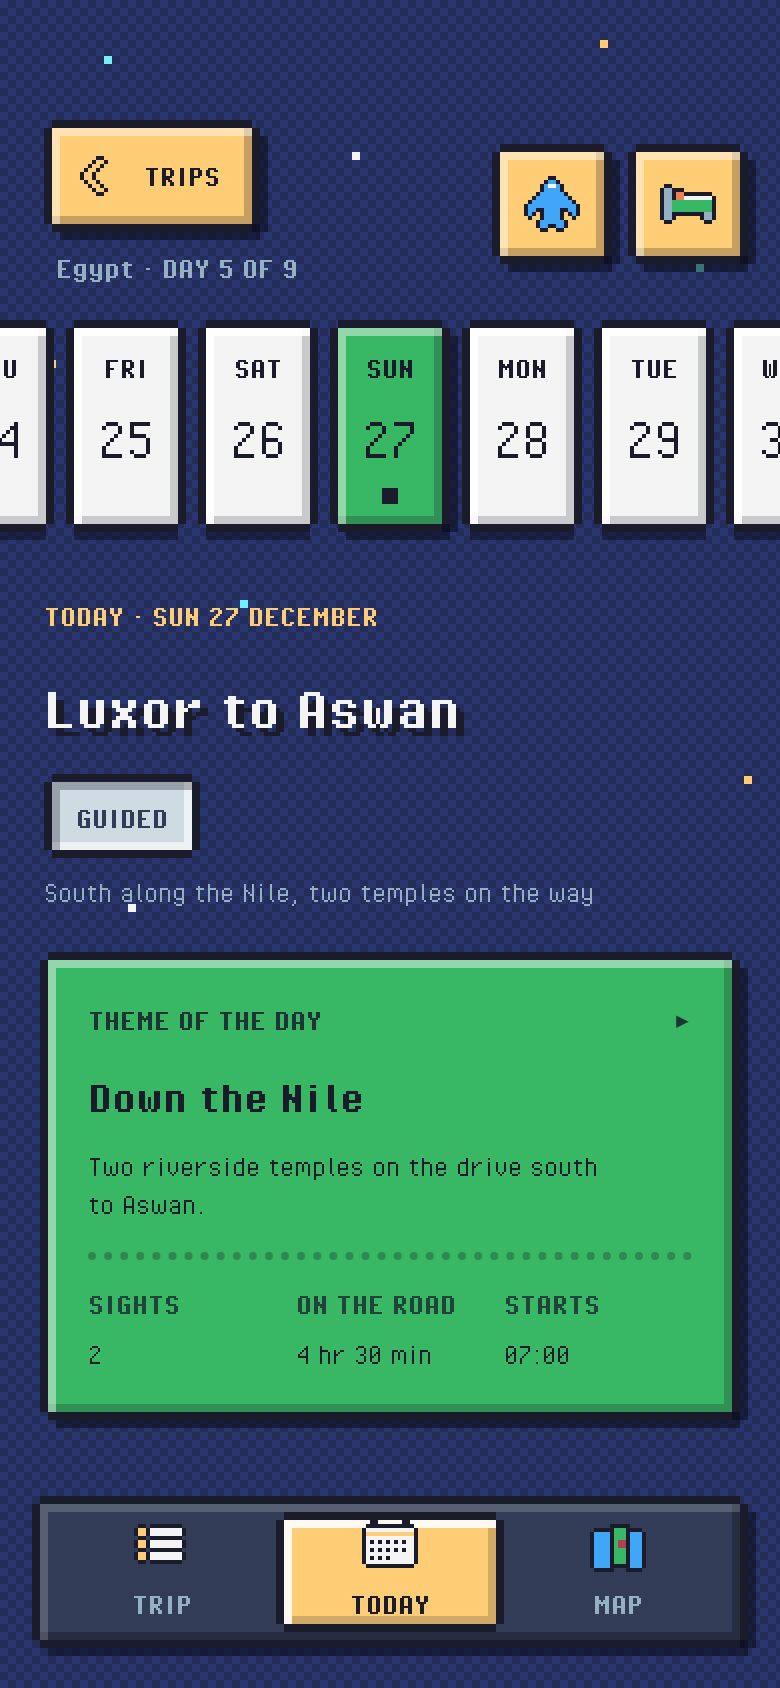 TRIPS
Egypt · DAY 5 OF 9
U FRI SAT SUN MON TUE W
4 25 26 27 28 29 3
TODAY · SUN 27 DECEMBER
Luxor to Aswan
GUIDED
South along the Nile, two temples on the way
THEME OF THE DAY
Down the Nile
Two riverside temples on the drive south
to Aswan.
SIGHTS ON THE ROAD STARTS
2 4 hr 30 min 07:00
TRIP TODAY MAP